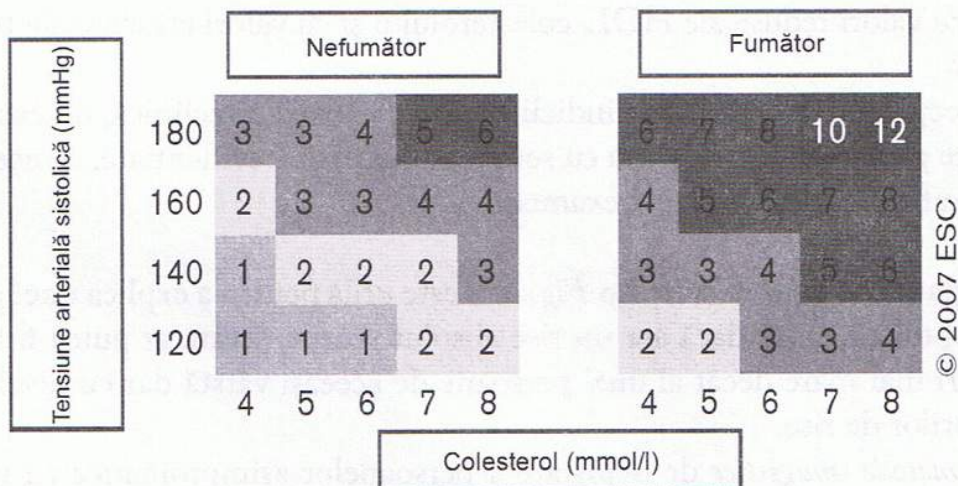 Nefumător Fumător
Tensiune arterială sistolică (mmHg)
180 3 3 4 5 6 6 7 8 10 12
160 2 3 3 4 4 4 5 6 7 8
140 1 2 2 2 3 3 3 4 5 6
120 1 1 1 2 2 2 2 3 3 4
4 5 6 7 8 4 5 6 7 8
Colesterol (mmol/l)
© 2007 ESC